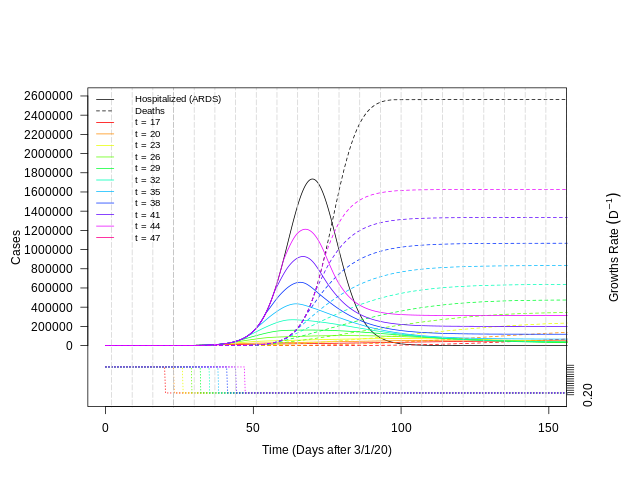 2600000
2400000
2200000
2000000
1800000
1600000
1400000
1200000
1000000
800000
600000
400000
200000
0
Cases
Hospitalized (ARDS)
Deaths
t = 17
t = 20
t = 23
t = 26
t = 29
t = 32
t = 35
t = 38
t = 41
t = 44
t = 47
Growths Rate (D⁻¹)
0.20
0
50
100
150
Time (Days after 3/1/20)